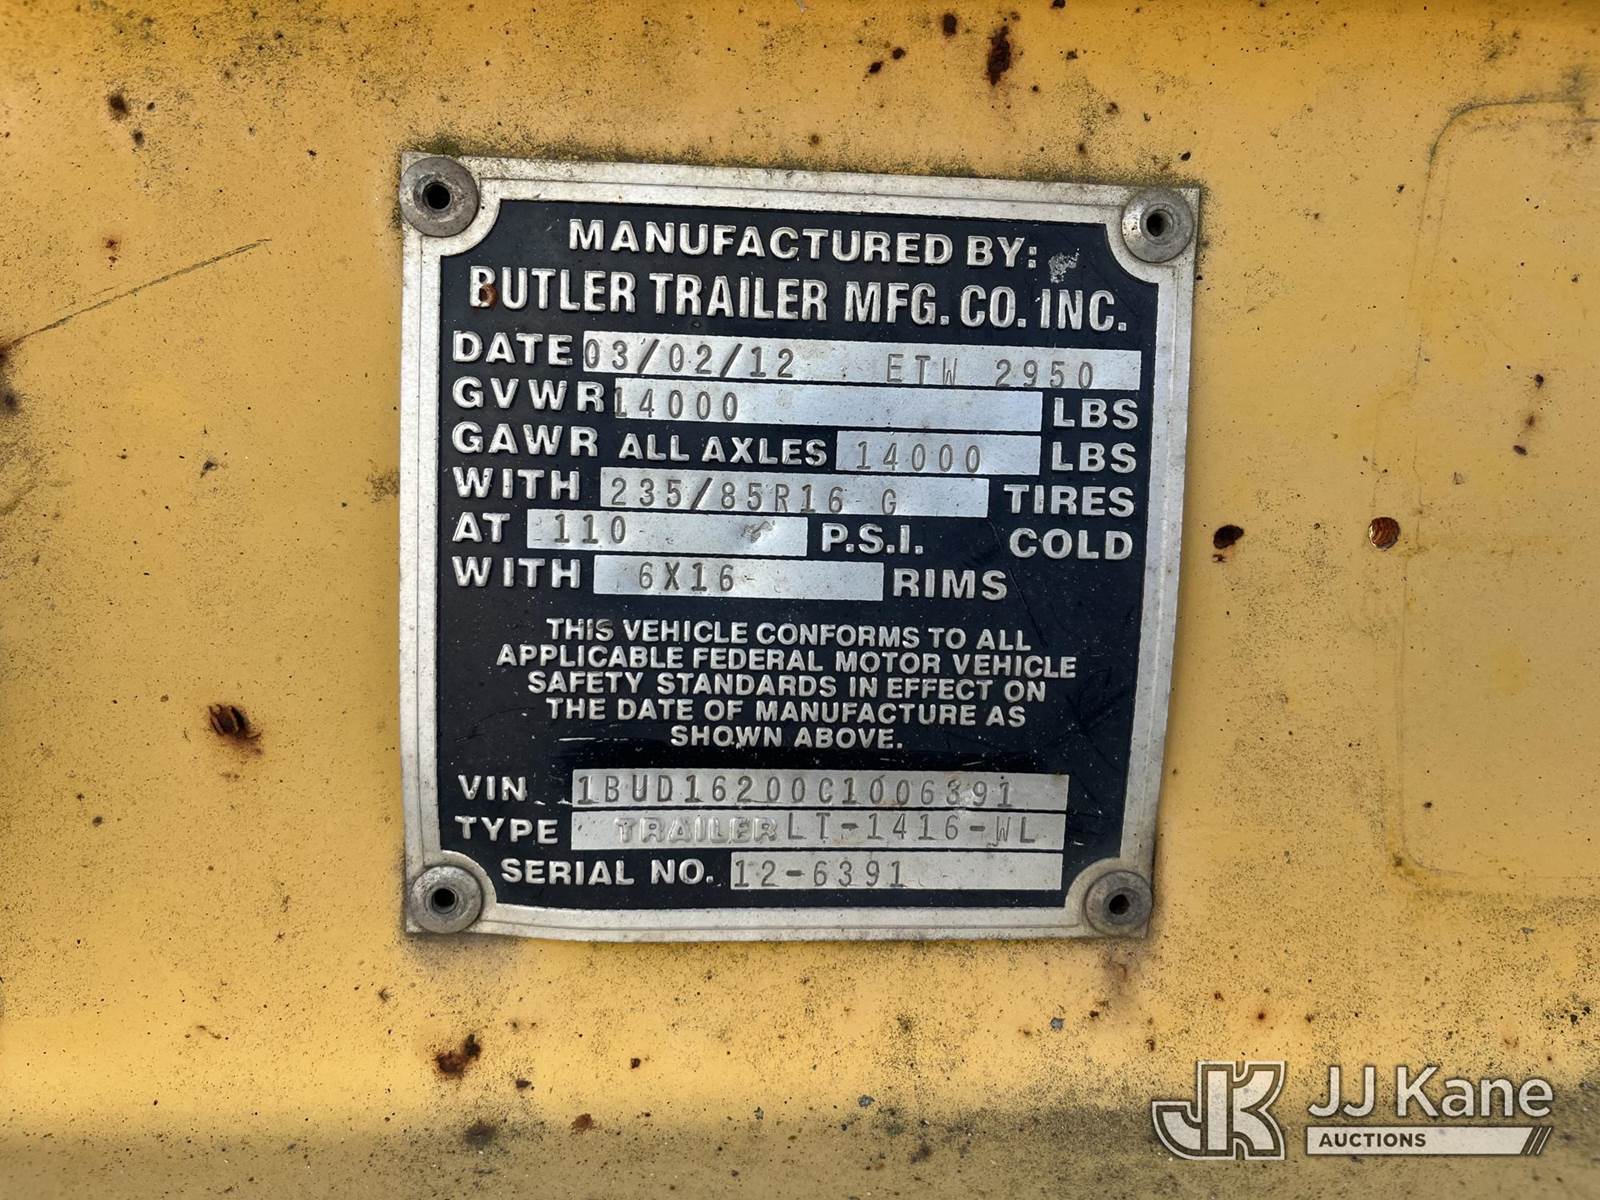 MANUFACTURED BY:
BUTLER TRAILER MFG. CO. INC.
DATE 03/02/12 ETW 2950
GVWR 14000 LBS
GAWR ALL AXLES 14000 LBS
WITH 235/85R16 G TIRES
AT 110 P.S.I. COLD
WITH 6X16 RIMS
THIS VEHICLE CONFORMS TO ALL
APPLICABLE FEDERAL MOTOR VEHICLE
SAFETY STANDARDS IN EFFECT ON
THE DATE OF MANUFACTURE AS
SHOWN ABOVE.
VIN 1BUD16200C1006391
TYPE TRAILER LT-1416-WL
SERIAL NO. 12-6391
JK JJ Kane
AUCTIONS